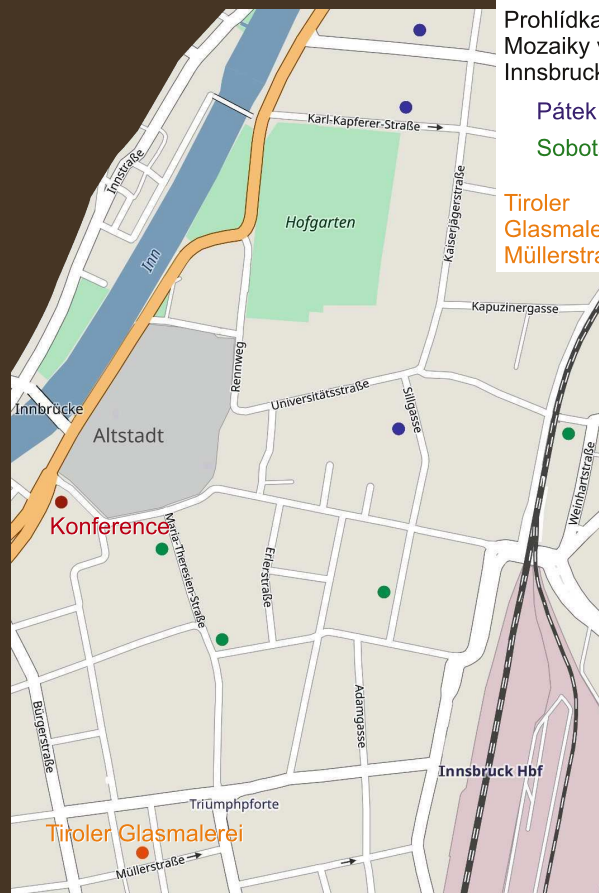 Prohlídka
Mozaiky v
Innsbruck
Pátek
Sobot
Tiroler
Glasmale
Müllerstra
Karl-Kapferer-Straße
Innstraße
Hofgarten
Kaiserjägerstraße
Inn
Kapuzinergasse
Rennweg
Universitätsstraße
Sillgasse
Innbrücke
Altstadt
Weinhartstraße
Konference
Maria-Theresien-Straße
Erlerstraße
Adamgasse
Bürgerstraße
Innsbruck Hbf
Triumphpforte
Tiroler Glasmalerei
Müllerstraße